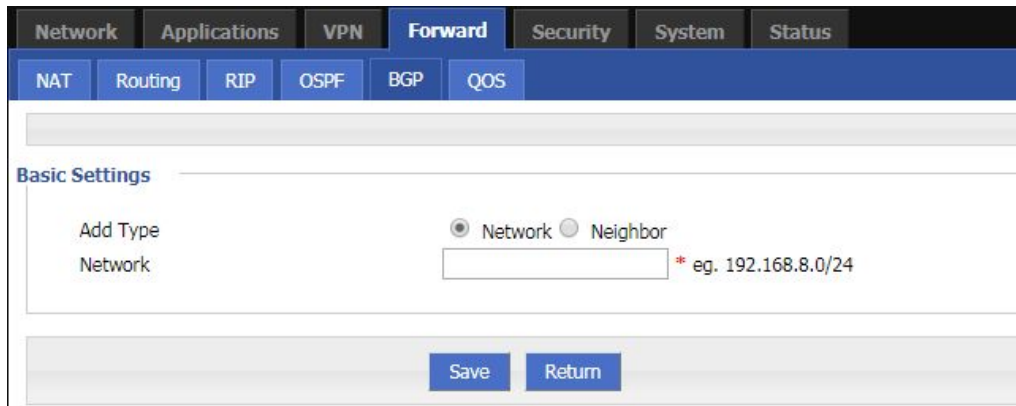 Network Applications VPN Forward Security System Status
NAT Routing RIP OSPF BGP QOS
Basic Settings
Add Type Network Neighbor
Network * eg. 192.168.8.0/24
Save Return